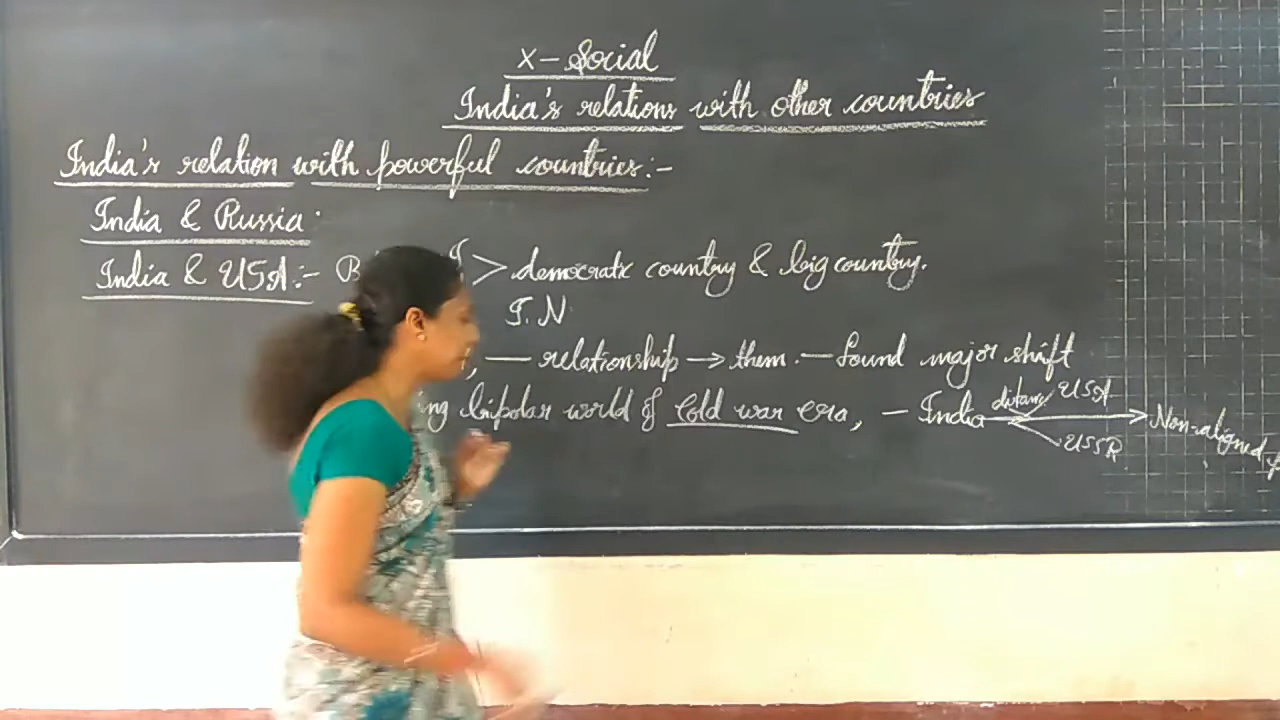 X - Social
India's relations with other countries
India's relation with powerful countries:-
India & Russia
India & USA:- > democratic country & big country.
I. N
— relationship → them. — found major shift
bipolar world of Cold war era, — India → Non-aligned
distance USA
USSR